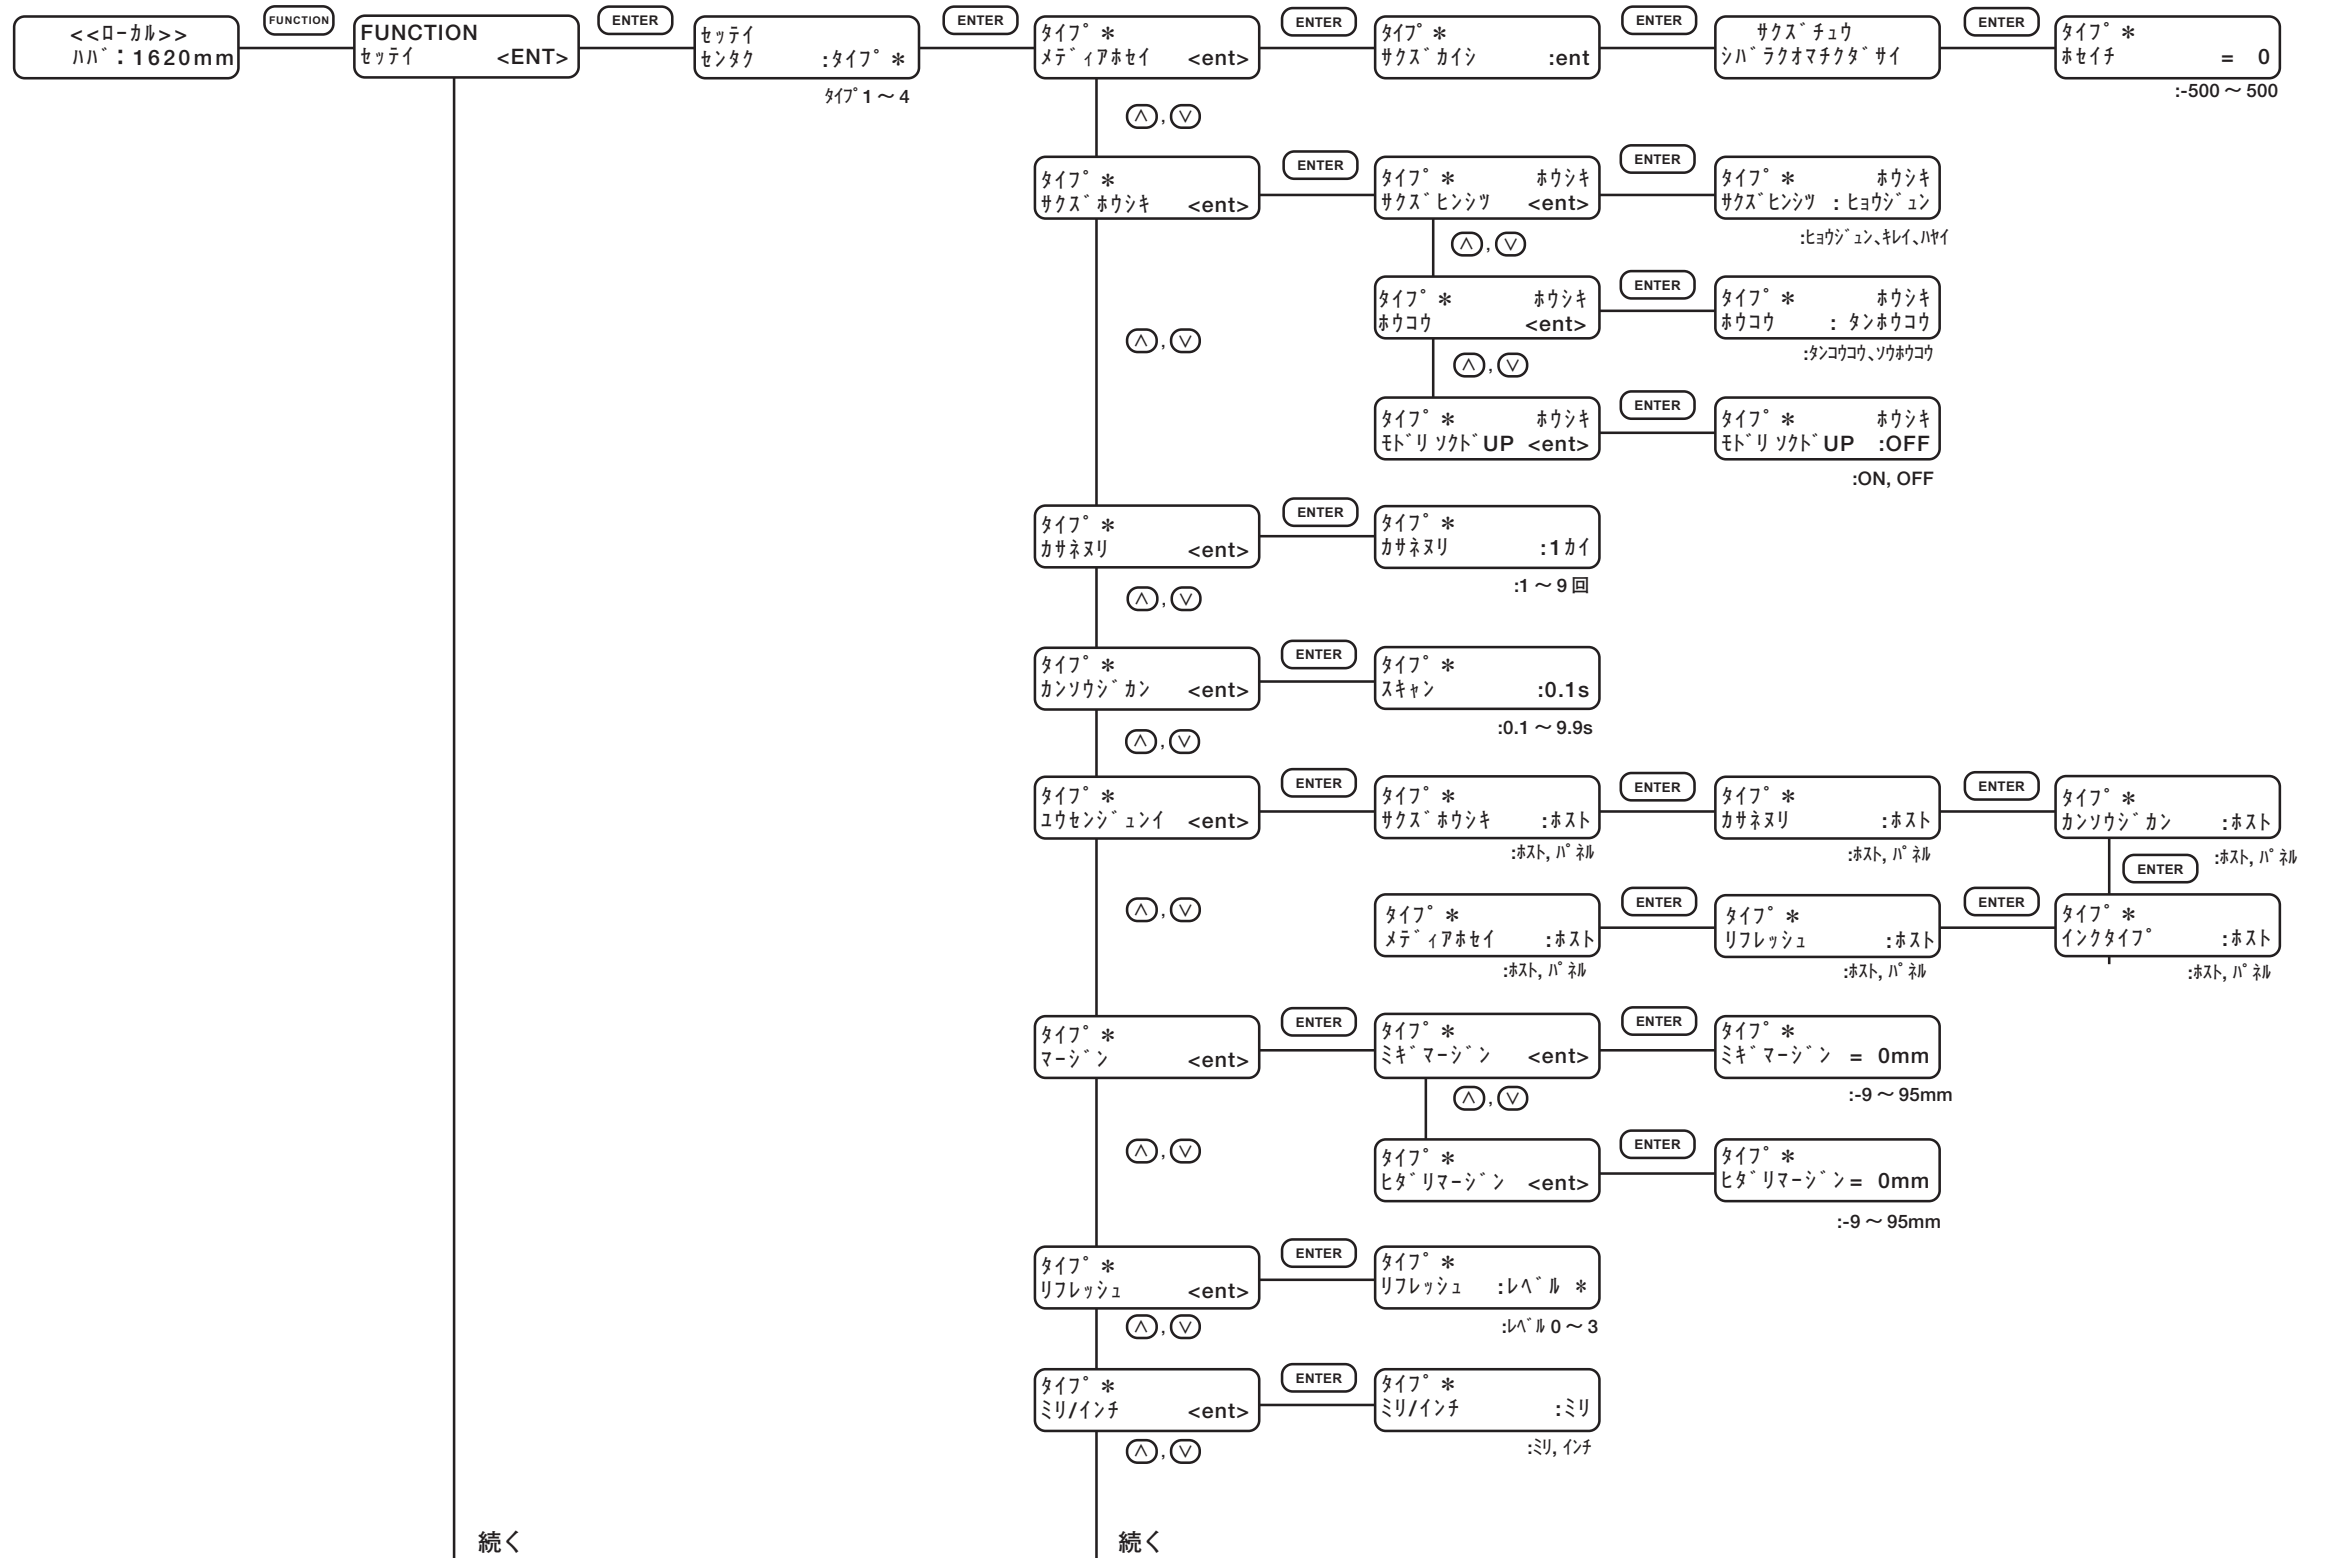 <<ローカル>>
ハバ：1620mm
FUNCTION
FUNCTION
セッテイ <ENT>
ENTER
セッテイ
センタク :タイプ＊
タイプ1～4
ENTER
タイプ＊
メディアホセイ <ent>
ENTER
タイプ＊
サクズカイシ :ent
ENTER
サクズチュウ
シバラクオマチクダサイ
ENTER
タイプ＊
ホセイチ = 0
:-500～500
∧,∨
タイプ＊
サクズホウシキ <ent>
ENTER
タイプ＊ ホウシキ
サクズヒンシツ <ent>
ENTER
タイプ＊ ホウシキ
サクズヒンシツ :ヒョウジュン
:ヒョウジュン、キレイ、ハヤイ
∧,∨
タイプ＊ ホウシキ
ホウコウ <ent>
ENTER
タイプ＊ ホウシキ
ホウコウ : タンホウコウ
:タンコウコウ、ソウホウコウ
∧,∨
∧,∨
タイプ＊ ホウシキ
モドリソクドUP <ent>
ENTER
タイプ＊ ホウシキ
モドリソクドUP :OFF
:ON, OFF
タイプ＊
カサネヌリ <ent>
ENTER
タイプ＊
カサネヌリ :1カイ
:1～9回
∧,∨
タイプ＊
カンソウジカン <ent>
ENTER
タイプ＊
スキャン :0.1s
:0.1～9.9s
∧,∨
タイプ＊
ユウセンジュンイ <ent>
ENTER
タイプ＊
サクズホウシキ :ホスト
:ホスト, パネル
ENTER
タイプ＊
カサネヌリ :ホスト
:ホスト, パネル
ENTER
タイプ＊
カンソウジカン :ホスト
:ホスト, パネル
ENTER
∧,∨
タイプ＊
メディアホセイ :ホスト
:ホスト, パネル
ENTER
タイプ＊
リフレッシュ :ホスト
:ホスト, パネル
ENTER
タイプ＊
インクタイプ :ホスト
:ホスト, パネル
タイプ＊
マージン <ent>
ENTER
タイプ＊
ミギマージン <ent>
ENTER
タイプ＊
ミギマージン = 0mm
:-9～95mm
∧,∨
∧,∨
タイプ＊
ヒダリマージン <ent>
ENTER
タイプ＊
ヒダリマージン= 0mm
:-9～95mm
タイプ＊
リフレッシュ <ent>
ENTER
タイプ＊
リフレッシュ :レベル ＊
:レベル0～3
∧,∨
タイプ＊
ミリ/インチ <ent>
ENTER
タイプ＊
ミリ/インチ :ミリ
:ミリ, インチ
∧,∨
続く
続く